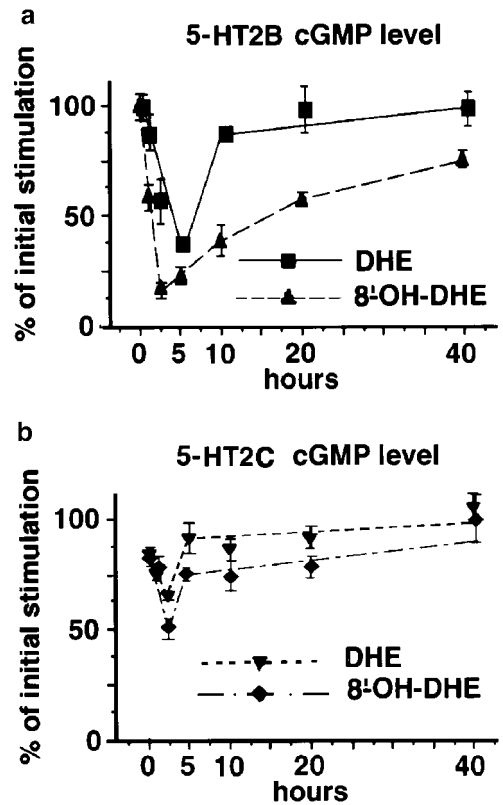 a
5-HT2B cGMP level
% of initial stimulation
100
50
0
DHE
8'-OH-DHE
0 5 10 20 40
hours
b
5-HT2C cGMP level
% of initial stimulation
100
50
0
DHE
8'-OH-DHE
0 5 10 20 40
hours